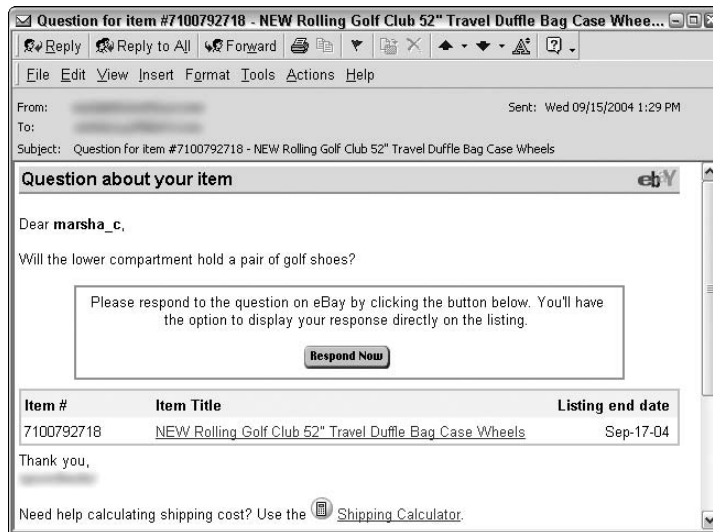 Question for item #7100792718 - NEW Rolling Golf Club 52" Travel Duffle Bag Case Whee...
Reply Reply to All Forward
File Edit View Insert Format Tools Actions Help
From: Sent: Wed 09/15/2004 1:29 PM
To:
Subject: Question for item #7100792718 - NEW Rolling Golf Club 52" Travel Duffle Bag Case Wheels
Question about your item ebY
Dear marsha_c,
Will the lower compartment hold a pair of golf shoes?
Please respond to the question on eBay by clicking the button below. You'll have
the option to display your response directly on the listing.
Respond Now
Item # Item Title Listing end date
7100792718 NEW Rolling Golf Club 52" Travel Duffle Bag Case Wheels Sep-17-04
Thank you,
Need help calculating shipping cost? Use the Shipping Calculator.